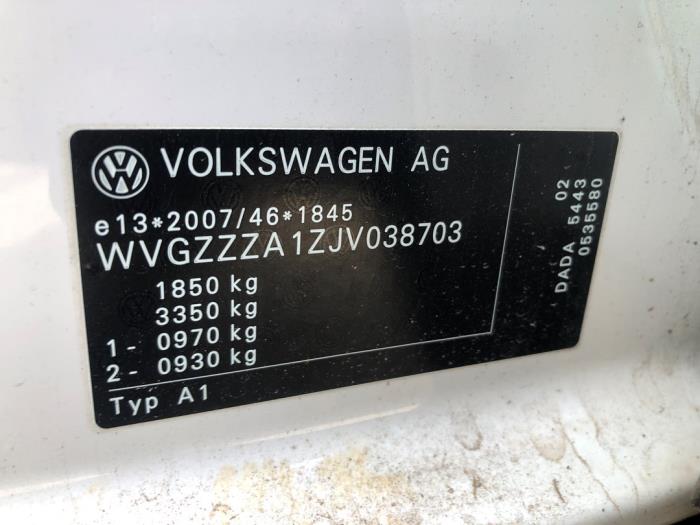 VOLKSWAGEN AG
e13*2007/46*1845
WVGZZZA1ZJV038703
1850 kg
3350 kg
1 - 0970 kg
2 - 0930 kg
Typ A1
02
DADA 5443
0535580